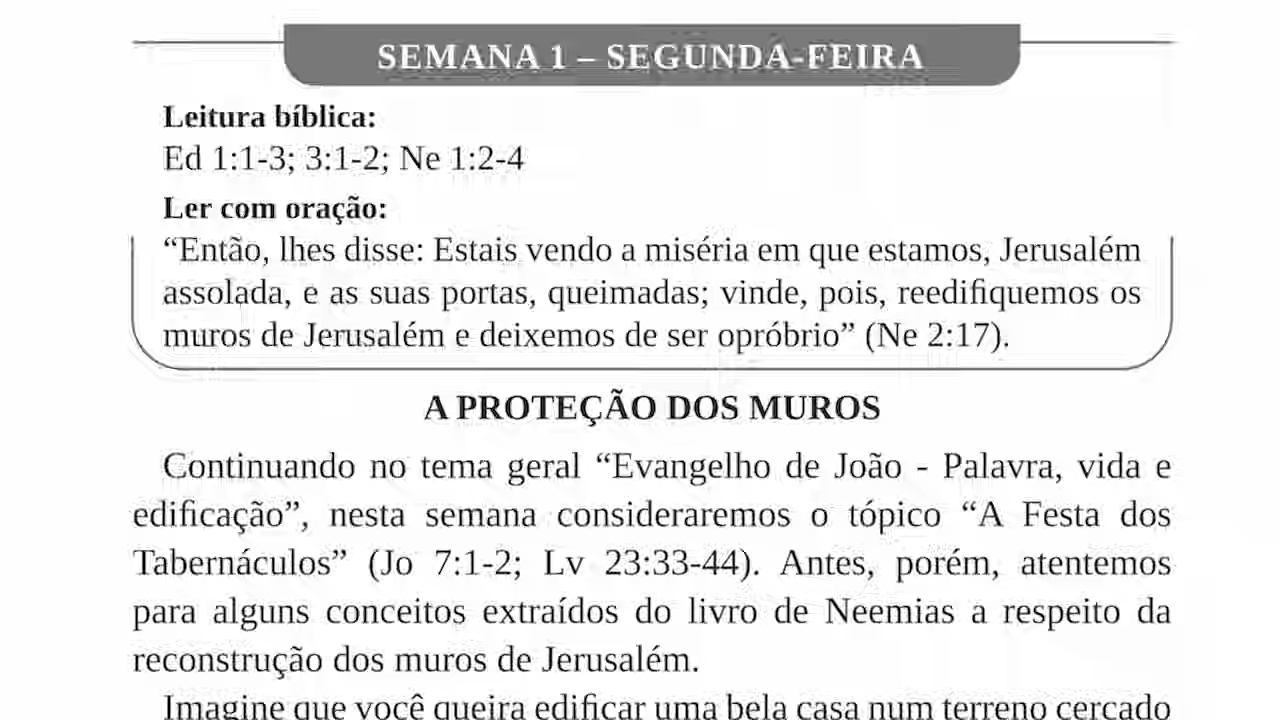 SEMANA 1 – SEGUNDA-FEIRA
Leitura bíblica:
Ed 1:1-3; 3:1-2; Ne 1:2-4
Ler com oração:
“Então, lhes disse: Estais vendo a miséria em que estamos, Jerusalém
assolada, e as suas portas, queimadas; vinde, pois, reedifiquemos os
muros de Jerusalém e deixemos de ser opróbrio” (Ne 2:17).
A PROTEÇÃO DOS MUROS
Continuando no tema geral “Evangelho de João - Palavra, vida e
edificação”, nesta semana consideraremos o tópico “A Festa dos
Tabernáculos” (Jo 7:1-2; Lv 23:33-44). Antes, porém, atentemos
para alguns conceitos extraídos do livro de Neemias a respeito da
reconstrução dos muros de Jerusalém.
Imagine que você queira edificar uma bela casa num terreno cercado